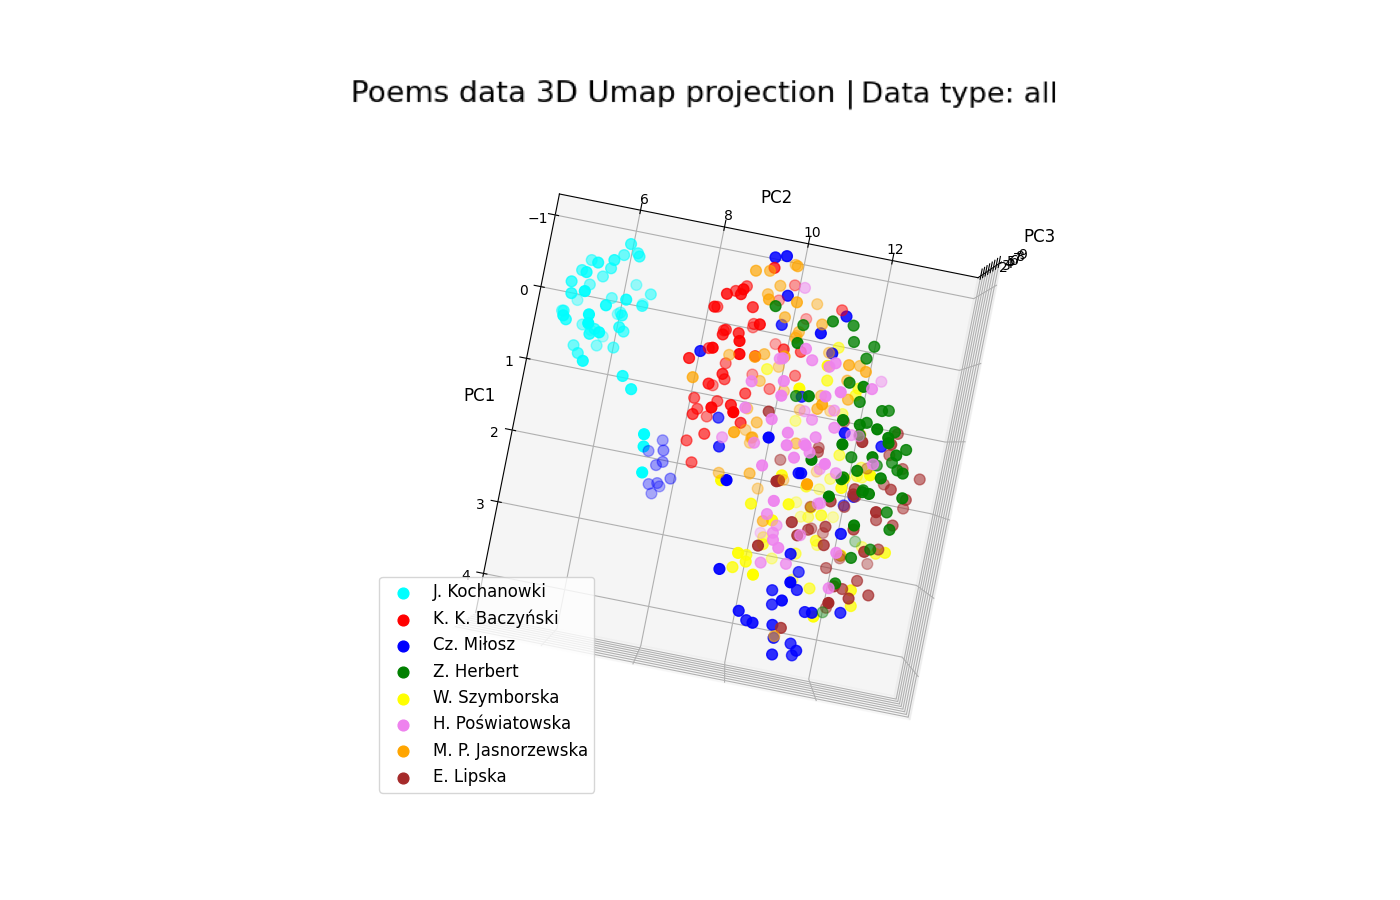 Poems data 3D Umap projection | Data type: all
PC2
6
8
10
12
PC3
−1
0
1
2
3
4
PC1
J. Kochanowki
K. K. Baczyński
Cz. Miłosz
Z. Herbert
W. Szymborska
H. Poświatowska
M. P. Jasnorzewska
E. Lipska